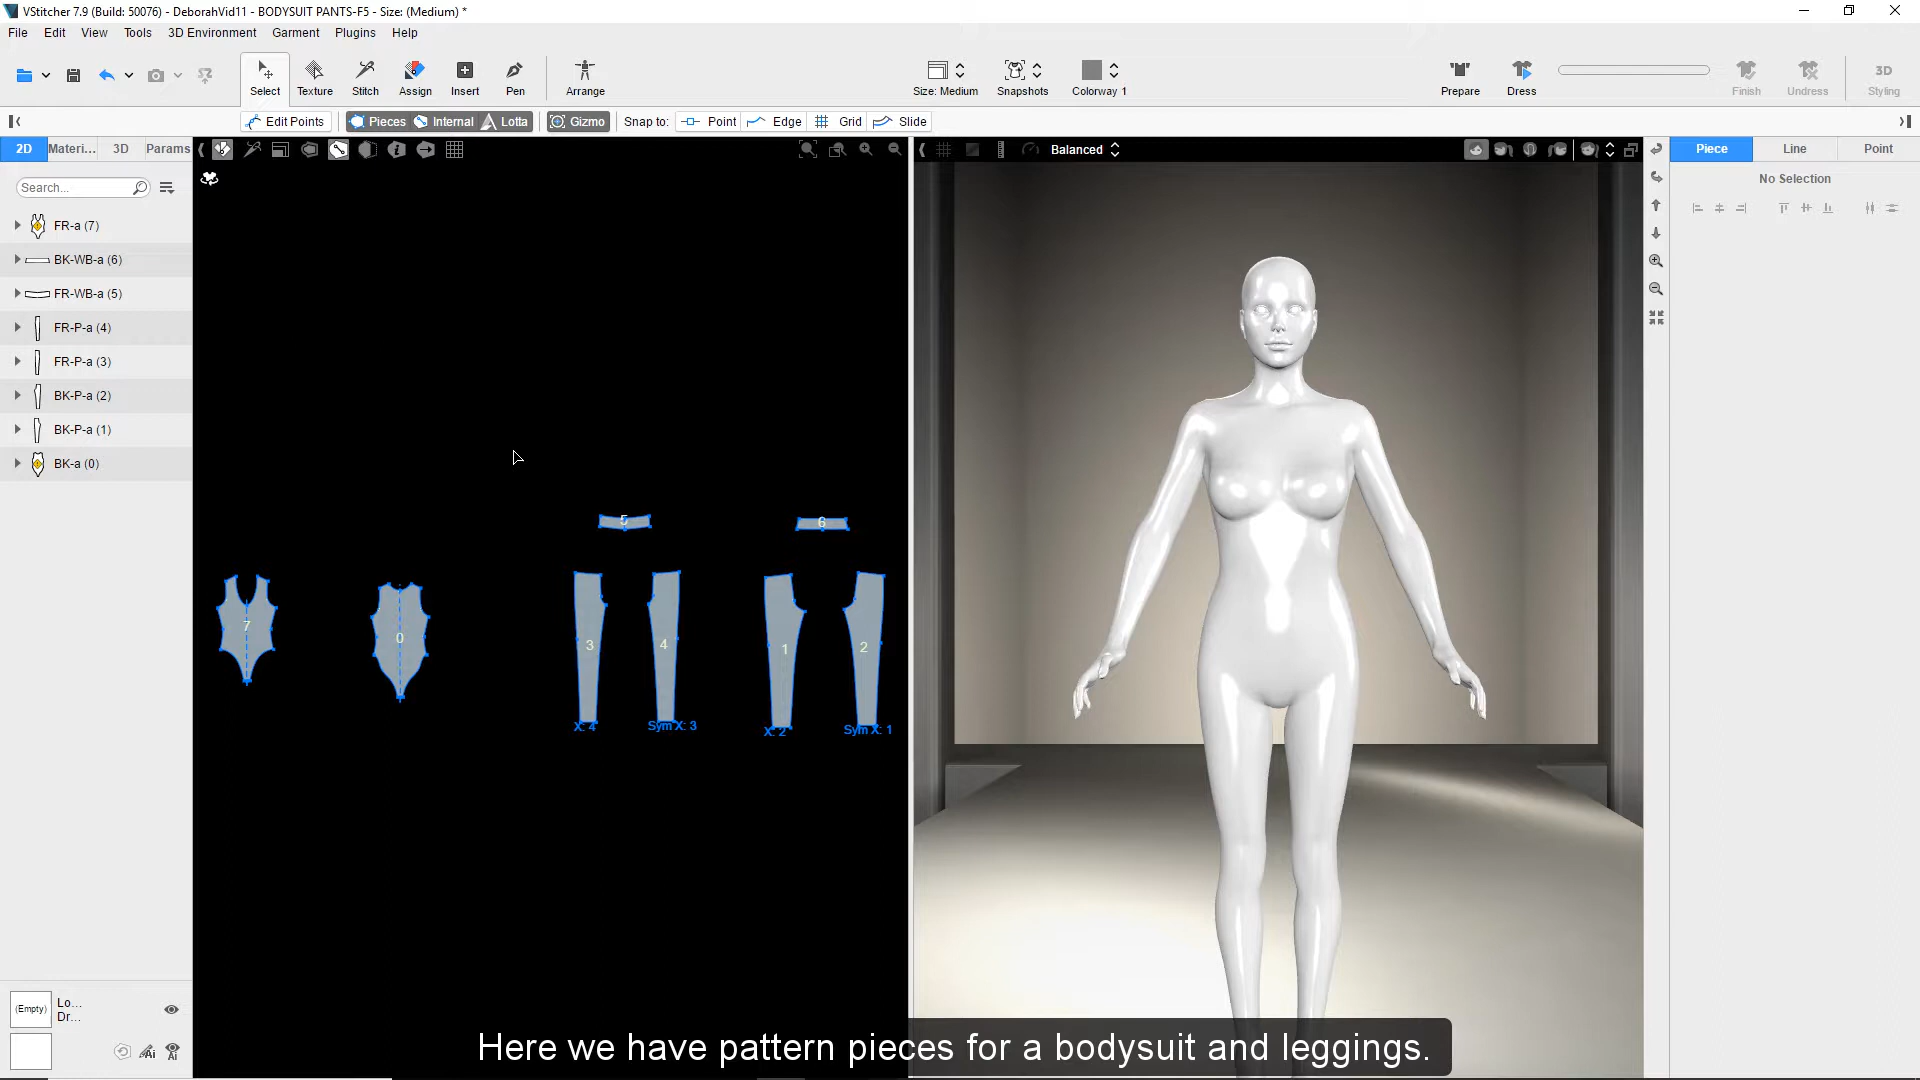 VStitcher 7.9 (Build: 50076) - DeborahVid11 - BODYSUIT PANTS-F5 - Size: (Medium) *
File Edit View Tools 3D Environment Garment Plugins Help
Select Texture Stitch Assign Insert Pen Arrange Size: Medium Snapshots Colorway 1 Prepare Dress Finish Undress 3D Styling
Edit Points Pieces Internal Lotta Gizmo Snap to: Point Edge Grid Slide
2D Materi... 3D Params Balanced Piece Line Point
No Selection
Search...
FR-a (7)
BK-WB-a (6)
FR-WB-a (5)
FR-P-a (4)
FR-P-a (3)
BK-P-a (2)
BK-P-a (1)
BK-a (0)
5 6
7 0 3 4 1 2
X: 4 Sym X: 3 X: 2 Sym X: 1
(Empty) Lo...
Dr...
Ai Ai
Here we have pattern pieces for a bodysuit and leggings.